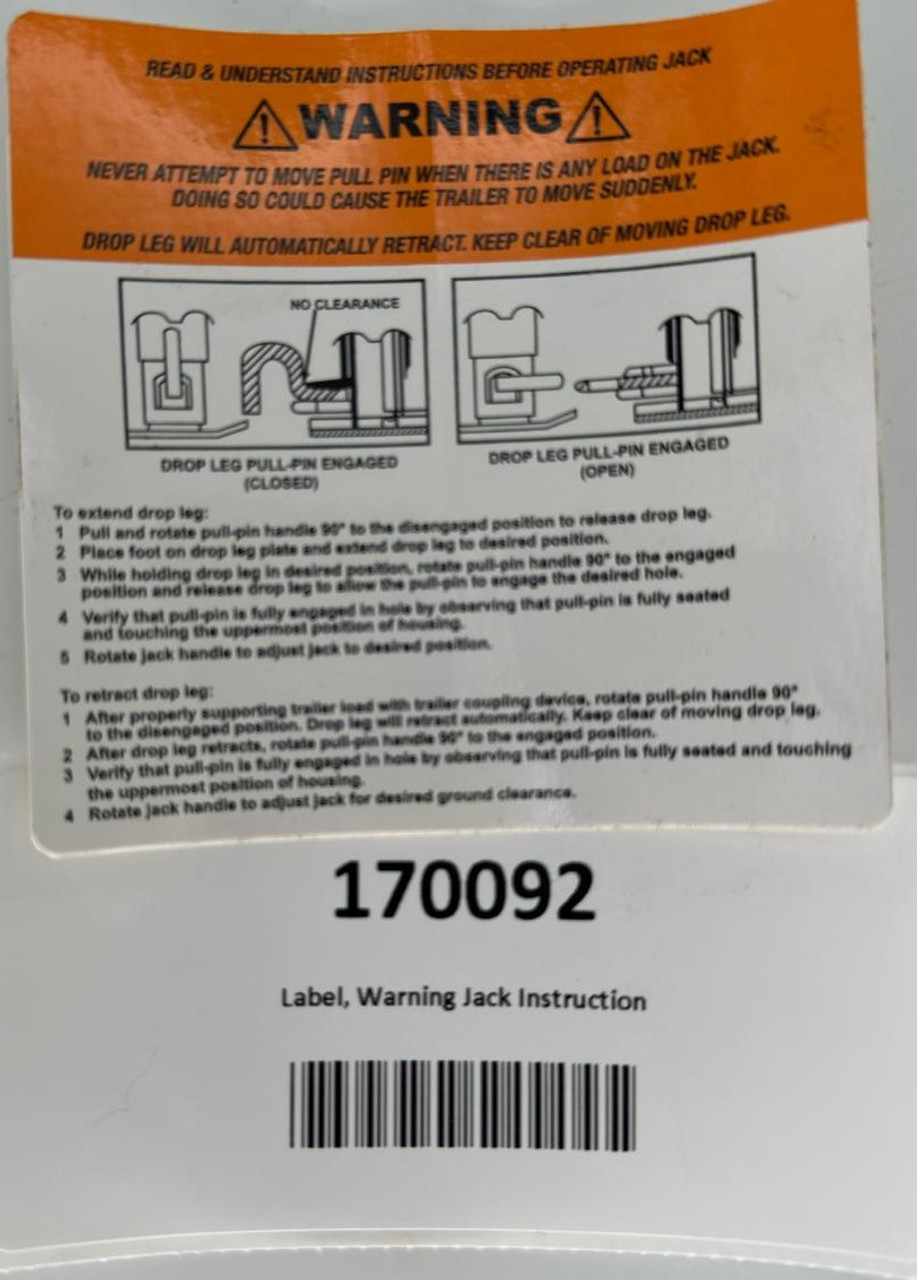 READ & UNDERSTAND INSTRUCTIONS BEFORE OPERATING JACK
WARNING
NEVER ATTEMPT TO MOVE PULL PIN WHEN THERE IS ANY LOAD ON THE JACK.
DOING SO COULD CAUSE THE TRAILER TO MOVE SUDDENLY.
DROP LEG WILL AUTOMATICALLY RETRACT. KEEP CLEAR OF MOVING DROP LEG.
NO CLEARANCE
DROP LEG PULL-PIN ENGAGED
(CLOSED)
DROP LEG PULL-PIN ENGAGED
(OPEN)
To extend drop leg:
1 Pull and rotate pull-pin handle 90° to the disengaged position to release drop leg.
2 Place foot on drop leg plate and extend drop leg to desired position.
3 While holding drop leg in desired position, rotate pull-pin handle 90° to the engaged
position and release drop leg to allow the pull-pin to engage the desired hole.
4 Verify that pull-pin is fully engaged in hole by observing that pull-pin is fully seated
and touching the uppermost position of housing.
5 Rotate jack handle to adjust jack to desired position.
To retract drop leg:
1 After properly supporting trailer load with trailer coupling device, rotate pull-pin handle 90°
to the disengaged position. Drop leg will retract automatically. Keep clear of moving drop leg.
2 After drop leg retracts, rotate pull-pin handle 90° to the engaged position.
3 Verify that pull-pin is fully engaged in hole by observing that pull-pin is fully seated and touching
the uppermost position of housing.
4 Rotate jack handle to adjust jack for desired ground clearance.
170092
Label, Warning Jack Instruction